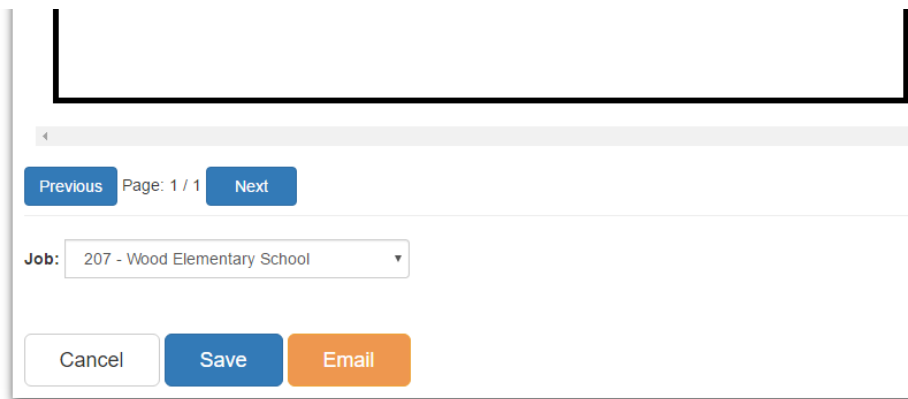 Previous Page: 1 / 1 Next
Job: 207 - Wood Elementary School
Cancel Save Email